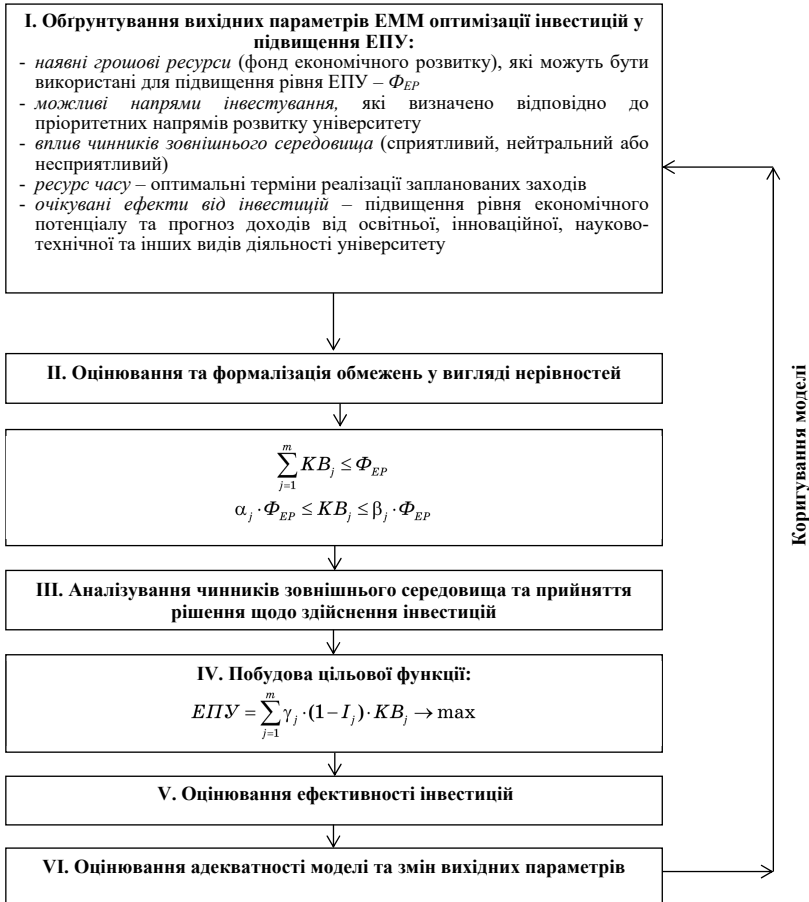 I. Обґрунтування вихідних параметрів ЕММ оптимізації інвестицій у
підвищення ЕПУ:
- наявні грошові ресурси (фонд економічного розвитку), які можуть бути
використані для підвищення рівня ЕПУ – Ф_ЕР
- можливі напрями інвестування, які визначено відповідно до
пріоритетних напрямів розвитку університету
- вплив чинників зовнішнього середовища (сприятливий, нейтральний або
несприятливий)
- ресурс часу – оптимальні терміни реалізації запланованих заходів
- очікувані ефекти від інвестицій – підвищення рівня економічного
потенціалу та прогноз доходів від освітньої, інноваційної, науково-
технічної та інших видів діяльності університету
II. Оцінювання та формалізація обмежень у вигляді нерівностей
∑_{j=1}^{m} KB_j ≤ Ф_ЕР
α_j · Ф_ЕР ≤ KB_j ≤ β_j · Ф_ЕР
III. Аналізування чинників зовнішнього середовища та прийняття
рішення щодо здійснення інвестицій
IV. Побудова цільової функції:
ЕПУ = ∑_{j=1}^{m} γ_j · (1 − I_j) · KB_j → max
V. Оцінювання ефективності інвестицій
VI. Оцінювання адекватності моделі та змін вихідних параметрів
Коригування моделі